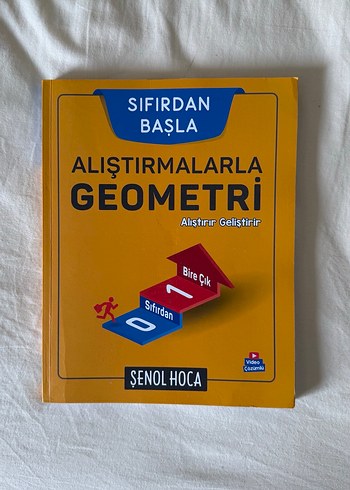 SIFIRDAN
BAŞLA
ALIŞTIRMALARLA
GEOMETRİ
Alıştırır Geliştirir
Bire Çık
1
Sıfırdan
0
Video
Çözümlü
ŞENOL HOCA